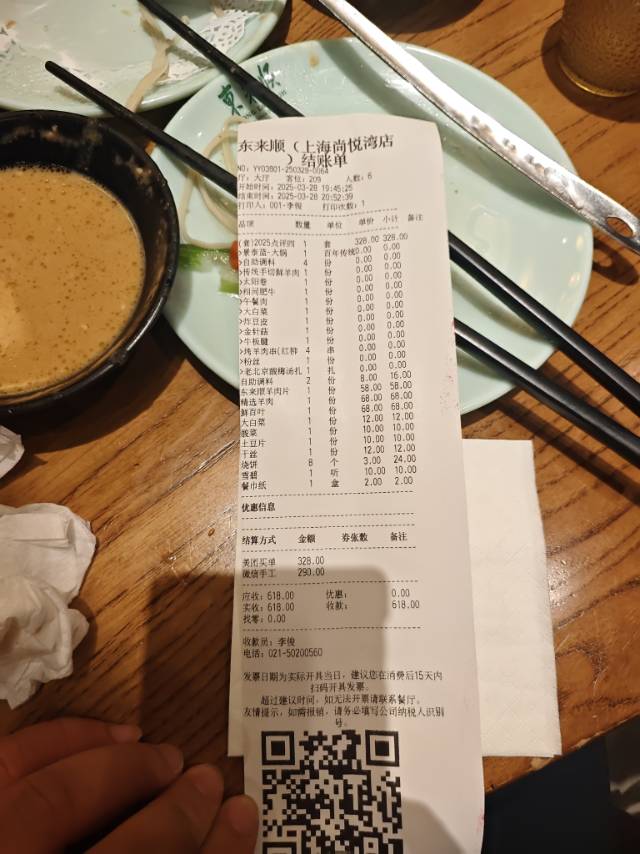 東來順
东来顺（上海尚悦湾店
）结账单
NO: YY03801-250328-0064
厅: 大厅 客位: 209 人数: 6
开始时间: 2025-03-28 19:45:25
结束时间: 2025-03-28 20:52:39
打印人: 001-李俊 打印次数: 1
品项 数量 单位 单价 小计 备注
(套)2025点评四 1 套 328.00 328.00
>景泰蓝-大锅 1 百年传统 0.00 0.00
>自助调料 4 份 0.00 0.00
>传统手切鲜羊肉 1 份 0.00 0.00
>太阳卷 1 份 0.00 0.00
>和间肥牛 1 份 0.00 0.00
>午餐肉 1 份 0.00 0.00
>大白菜 1 份 0.00 0.00
>炸豆皮 1 份 0.00 0.00
>金针菇 1 份 0.00 0.00
>牛板腱 1 份 0.00 0.00
>烤羊肉串(红柳 4 串 0.00 0.00
>粉丝 1 份 0.00 0.00
>老北京酸梅汤扎 1 扎 0.00 0.00
自助调料 2 份 8.00 16.00
东来顺羊肉片 1 份 58.00 58.00
精选羊肉 1 份 68.00 68.00
鲜百叶 1 份 68.00 68.00
大白菜 1 份 12.00 12.00
酸菜 1 份 10.00 10.00
土豆片 1 份 10.00 10.00
干丝 1 份 12.00 12.00
烧饼 8 个 3.00 24.00
雪碧 1 听 10.00 10.00
餐巾纸 1 盒 2.00 2.00
优惠信息
结算方式 金额 券张数 备注
美团买单 328.00
微信手工 290.00
应收: 618.00 优惠: 0.00
实收: 618.00 收款: 618.00
找零: 0.00
收款员: 李俊
电话: 021-50200560
发票日期为实际开具当日，建议您在消费后15天内
扫码开具发票。
超过建议时间，如无法开票请联系餐厅。
友情提示，如需报销，请务必填写公司纳税人识别
号。